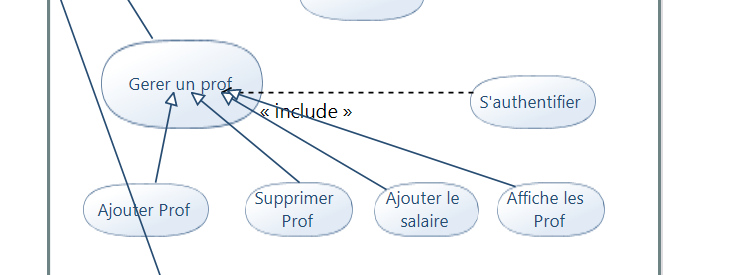 Gerer un prof
S'authentifier
« include »
Ajouter Prof
Supprimer
Prof
Ajouter le
salaire
Affiche les
Prof